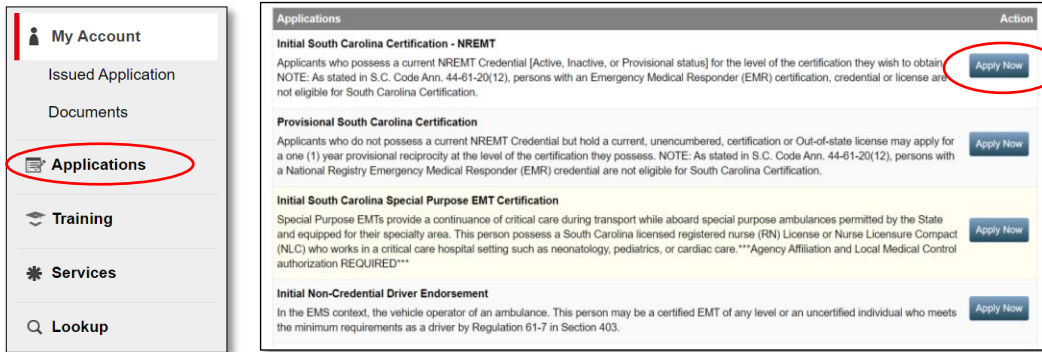 My Account
Issued Application
Documents
Applications
Training
Services
Lookup
Applications Action
Initial South Carolina Certification - NREMT
Applicants who possess a current NREMT Credential [Active, Inactive, or Provisional status] for the level of the certification they wish to obtain
NOTE: As stated in S.C. Code Ann. 44-61-20(12), persons with an Emergency Medical Responder (EMR) certification, credential or license are
not eligible for South Carolina Certification.
Apply Now
Provisional South Carolina Certification
Applicants who do not possess a current NREMT Credential but hold a current, unencumbered, certification or Out-of-state license may apply for
a one (1) year provisional reciprocity at the level of the certification they possess. NOTE: As stated in S.C. Code Ann. 44-61-20(12), persons with
a National Registry Emergency Medical Responder (EMR) credential are not eligible for South Carolina Certification.
Apply Now
Initial South Carolina Special Purpose EMT Certification
Special Purpose EMTs provide a continuance of critical care during transport while aboard special purpose ambulances permitted by the State
and equipped for their specialty area. This person possess a South Carolina licensed registered nurse (RN) License or Nurse Licensure Compact
(NLC) who works in a critical care hospital setting such as neonatology, pediatrics, or cardiac care.***Agency Affiliation and Local Medical Control
authorization REQUIRED***
Apply Now
Initial Non-Credential Driver Endorsement
In the EMS context, the vehicle operator of an ambulance. This person may be a certified EMT of any level or an uncertified individual who meets
the minimum requirements as a driver by Regulation 61-7 in Section 403.
Apply Now